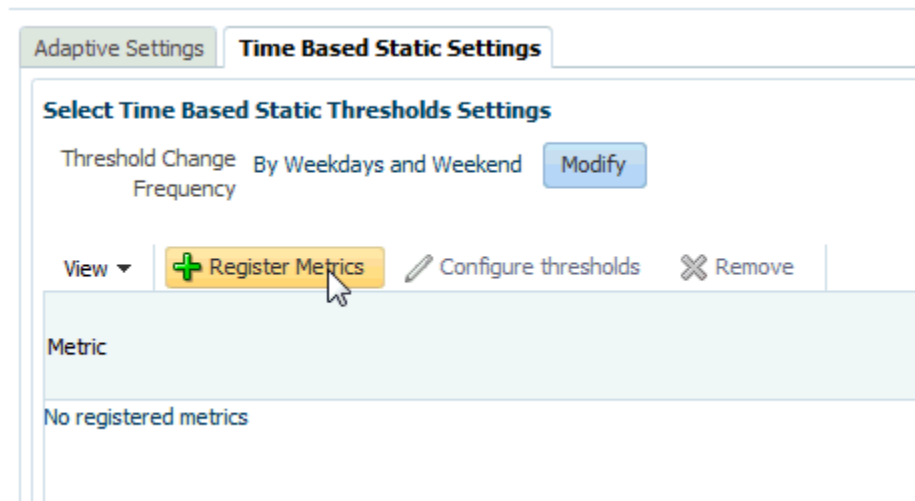 Adaptive Settings Time Based Static Settings
Select Time Based Static Thresholds Settings
Threshold Change Frequency By Weekdays and Weekend Modify
View Register Metrics Configure thresholds Remove
Metric
No registered metrics